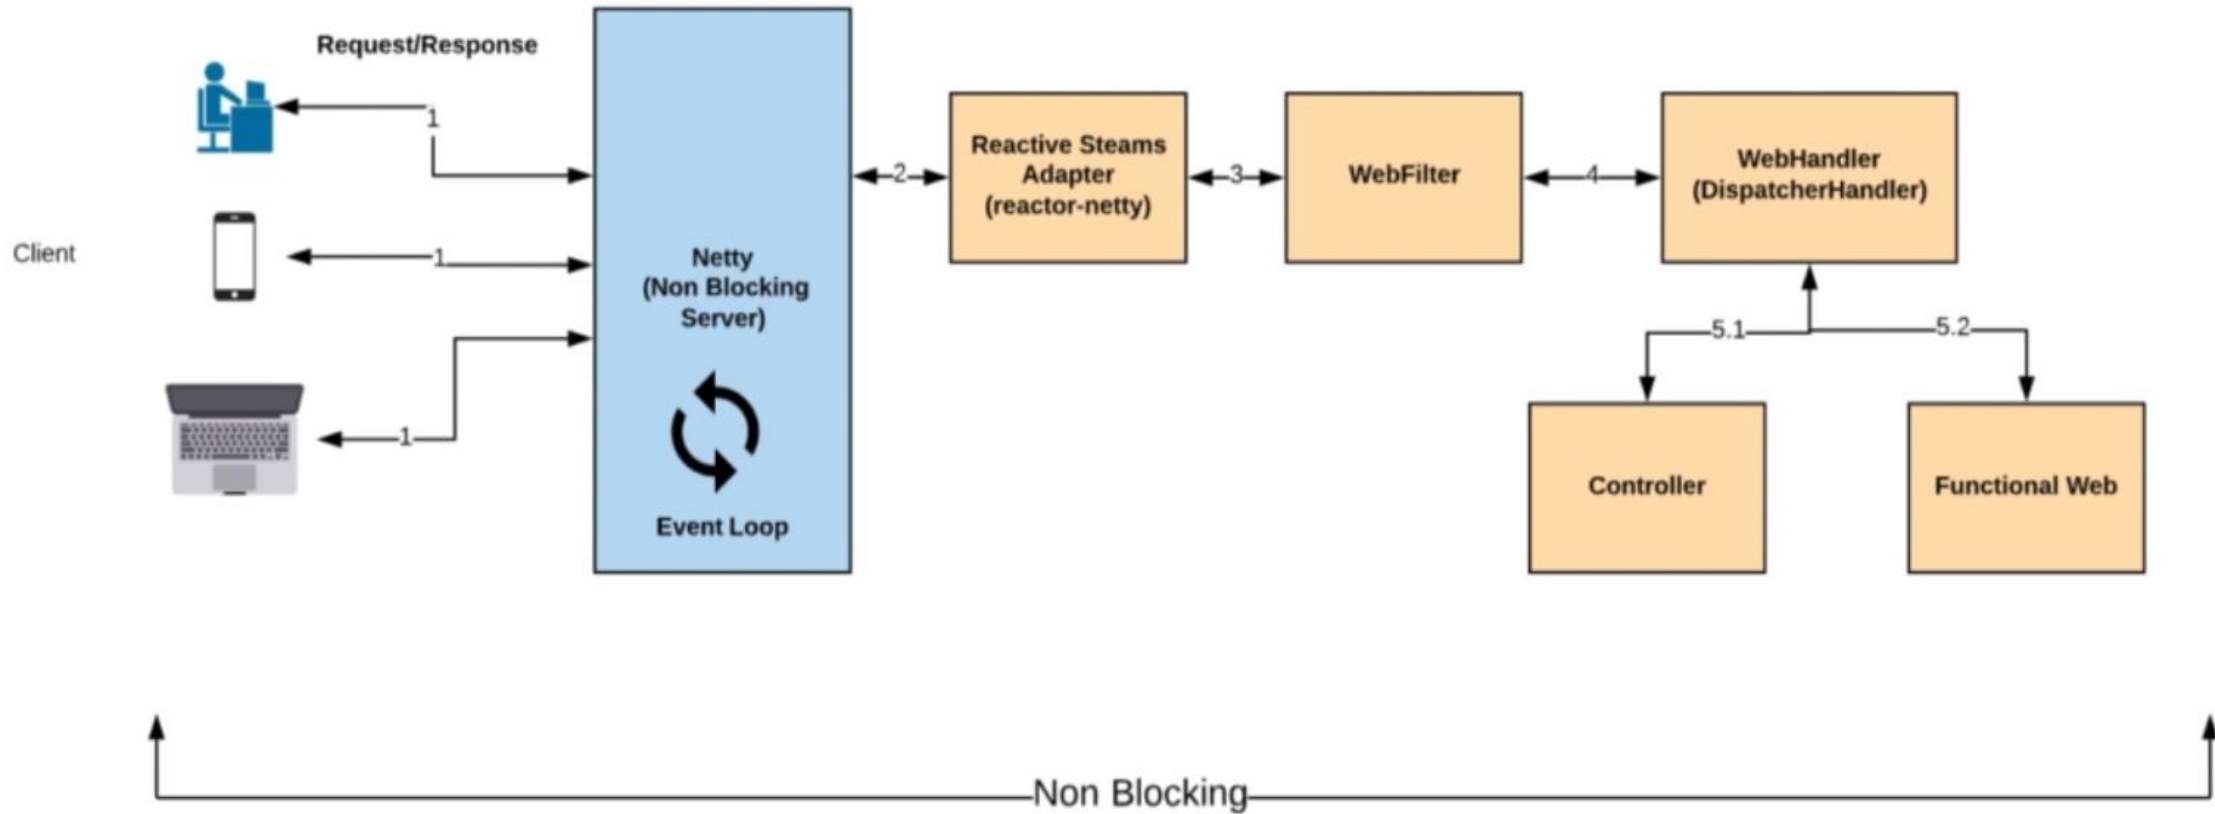 Request/Response
Client
1
1
1
Netty
(Non Blocking
Server)
Event Loop
2
Reactive Steams
Adapter
(reactor-netty)
3
WebFilter
4
WebHandler
(DispatcherHandler)
5.1
5.2
Controller
Functional Web
Non Blocking